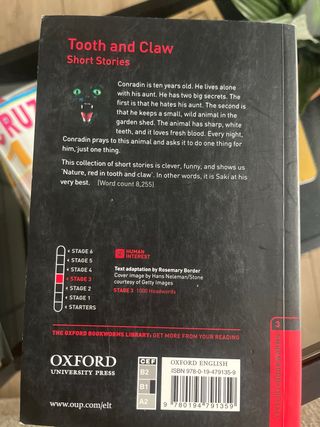 Tooth and Claw
Short Stories
Conradin is ten years old. He lives alone
with his aunt. He has two big secrets. The
first is that he hates his aunt. The second is
that he keeps a small, wild animal in the
garden shed. The animal has sharp, white
teeth, and it loves fresh blood. Every night,
Conradin prays to this animal and asks it to do one thing for
him, just one thing.
This collection of short stories is clever, funny, and shows us
'Nature, red in tooth and claw'. In other words, it is Saki at his
very best. [Word count 8,255]
STAGE 6
STAGE 5
STAGE 4
STAGE 3
STAGE 2
STAGE 1
STARTERS
HUMAN
INTEREST
Text adaptation by Rosemary Border
Cover image by Hans Neleman/Stone
courtesy of Getty Images
STAGE 3 1000 Headwords
THE OXFORD BOOKWORMS LIBRARY: GET MORE FROM YOUR READING
OXFORD
UNIVERSITY PRESS
www.oup.com/elt
CEF
B2
B1
A2
OXFORD ENGLISH
ISBN 978-0-19-479135-9
9 780194 791359
3